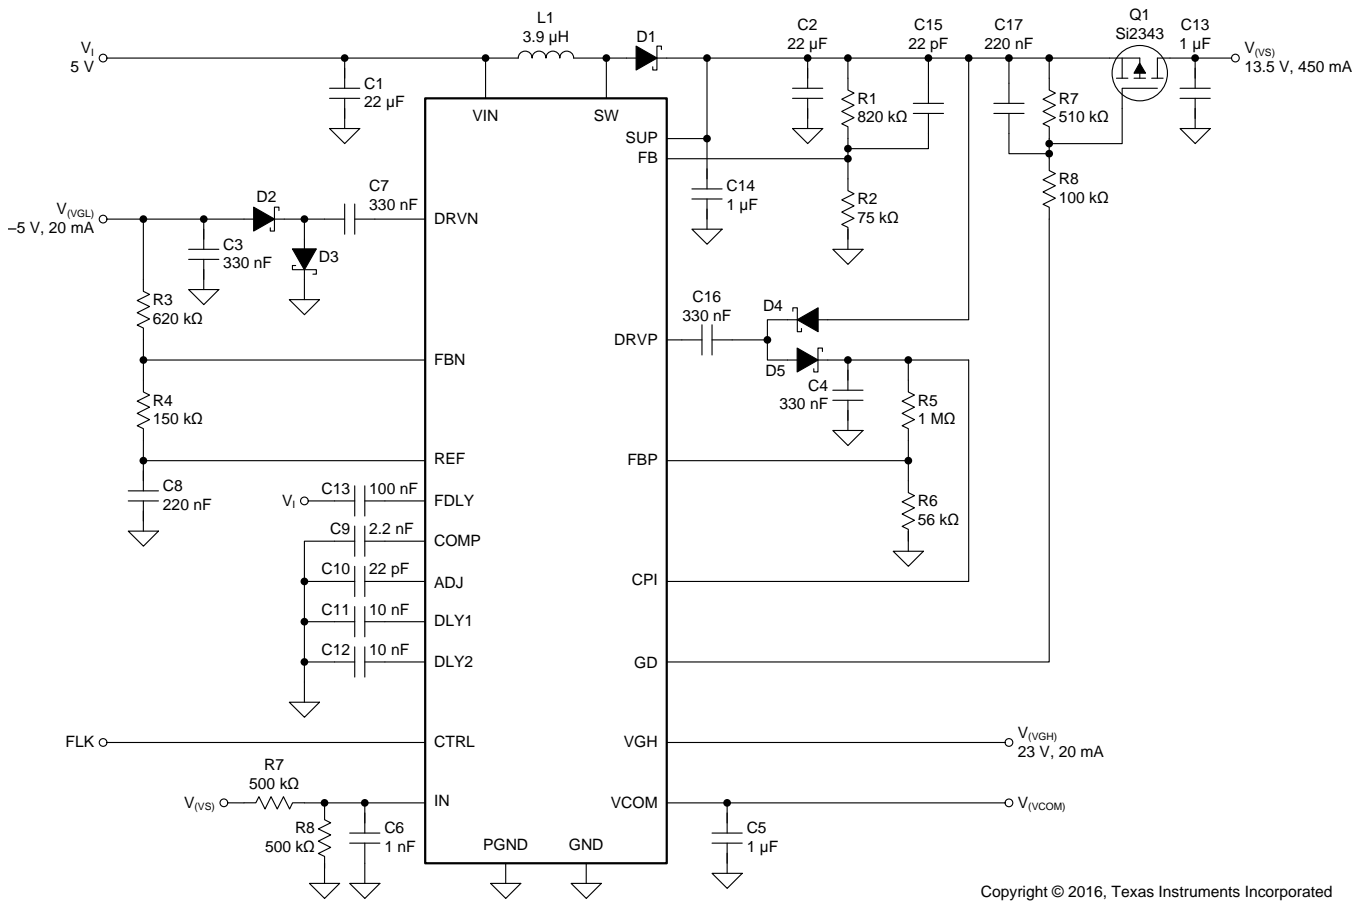 L1
3.9 µH
D1
C2
22 µF
C15
22 pF
C17
220 nF
Q1
Si2343
C13
1 µF
V(VS)
13.5 V, 450 mA
VI
5 V
C1
22 µF
VIN
SW
R1
820 kΩ
R7
510 kΩ
SUP
FB
C14
1 µF
R2
75 kΩ
R8
100 kΩ
V(VGL)
–5 V, 20 mA
D2
C7
330 nF
DRVN
C3
330 nF
D3
R3
620 kΩ
C16
330 nF
D4
DRVP
D5
C4
330 nF
FBN
R4
150 kΩ
R5
1 MΩ
REF
FBP
C8
220 nF
VI
C13
100 nF
FDLY
R6
56 kΩ
C9
2.2 nF
COMP
C10
22 pF
ADJ
CPI
C11
10 nF
DLY1
C12
10 nF
DLY2
GD
FLK
CTRL
VGH
V(VGH)
23 V, 20 mA
R7
500 kΩ
V(VS)
IN
VCOM
V(VCOM)
R8
500 kΩ
C6
1 nF
PGND
GND
C5
1 µF
Copyright © 2016, Texas Instruments Incorporated